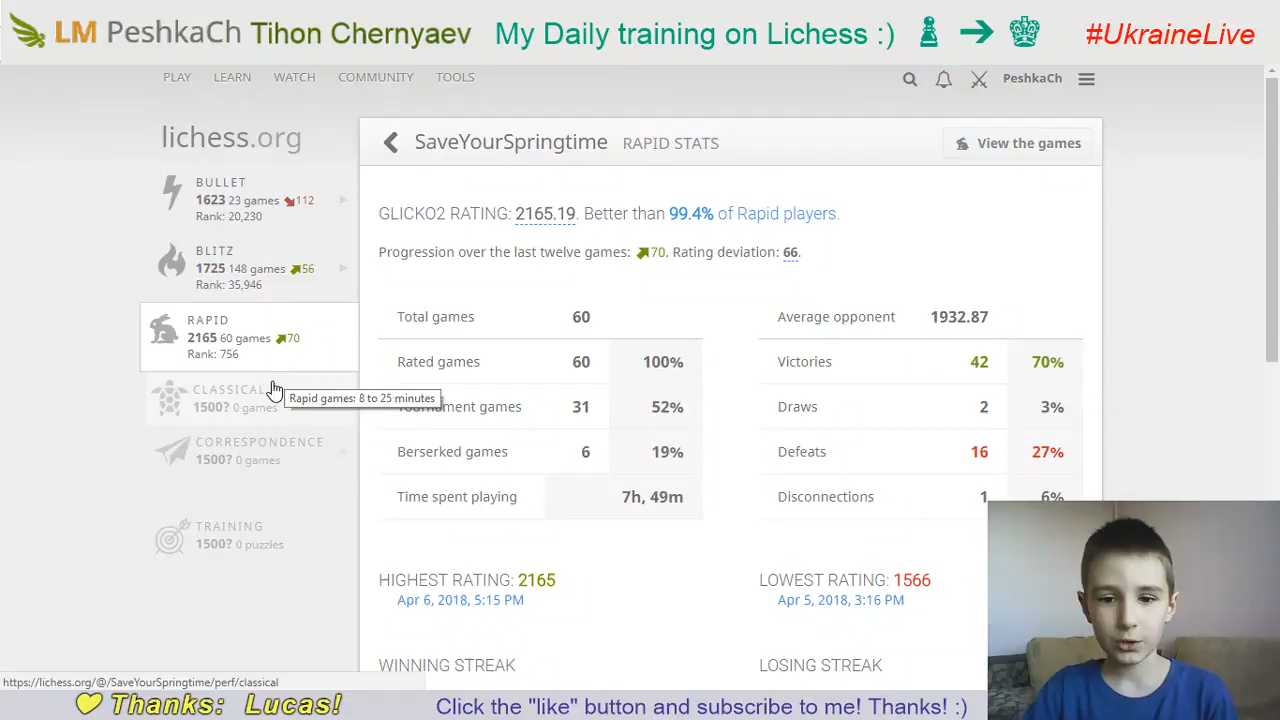 LM PeshkaCh Tihon Chernyaev My Daily training on Lichess :) #UkraineLive
PLAY LEARN WATCH COMMUNITY TOOLS PeshkaCh
lichess.org
BULLET
1623 23 games 112
Rank: 20,230
BLITZ
1725 148 games 56
Rank: 35,946
RAPID
2165 60 games 70
Rank: 756
CLASSICAL
1500? 0 games
CORRESPONDENCE
1500? 0 games
TRAINING
1500? 0 puzzles
Rapid games: 8 to 25 minutes
SaveYourSpringtime RAPID STATS View the games
GLICKO2 RATING: 2165.19. Better than 99.4% of Rapid players.
Progression over the last twelve games: 70. Rating deviation: 66.
Total games 60
Rated games 60 100%
Tournament games 31 52%
Berserked games 6 19%
Time spent playing 7h, 49m
Average opponent 1932.87
Victories 42 70%
Draws 2 3%
Defeats 16 27%
Disconnections 1 6%
HIGHEST RATING: 2165
Apr 6, 2018, 5:15 PM
LOWEST RATING: 1566
Apr 5, 2018, 3:16 PM
WINNING STREAK
LOSING STREAK
https://lichess.org/@/SaveYourSpringtime/perf/classical
Thanks: Lucas! Click the "like" button and subscribe to me! Thanks! :)